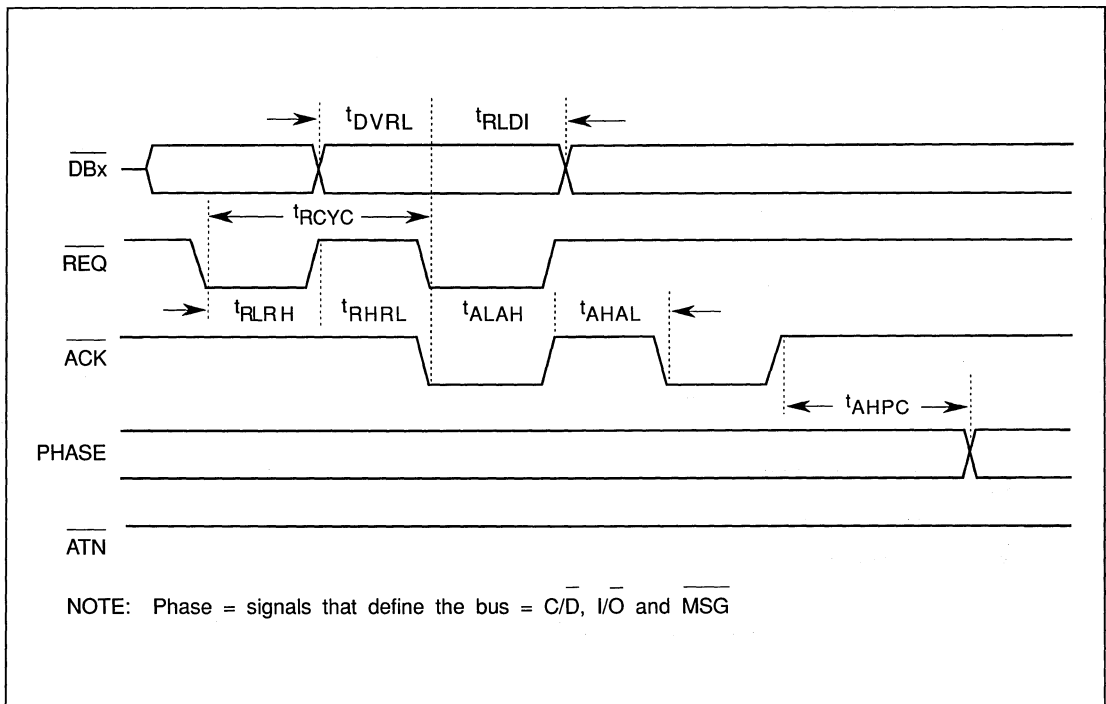 tDVRL tRLDI
DBx
tRCYC
REQ
tRLRH tRHRL tALAH tAHAL
ACK
tAHPC
PHASE
ATN
NOTE: Phase = signals that define the bus = C/D̅, I/O̅ and M̅S̅G̅